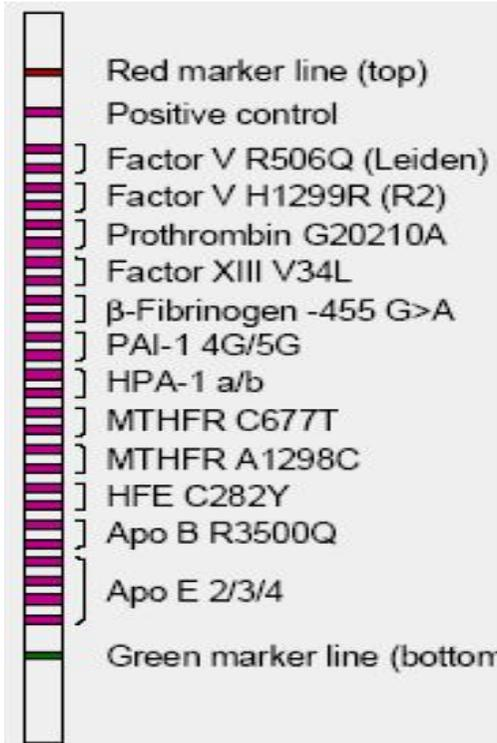 Red marker line (top)
Positive control
Factor V R506Q (Leiden)
Factor V H1299R (R2)
Prothrombin G20210A
Factor XIII V34L
β-Fibrinogen -455 G>A
PAI-1 4G/5G
HPA-1 a/b
MTHFR C677T
MTHFR A1298C
HFE C282Y
Apo B R3500Q
Apo E 2/3/4
Green marker line (bottom